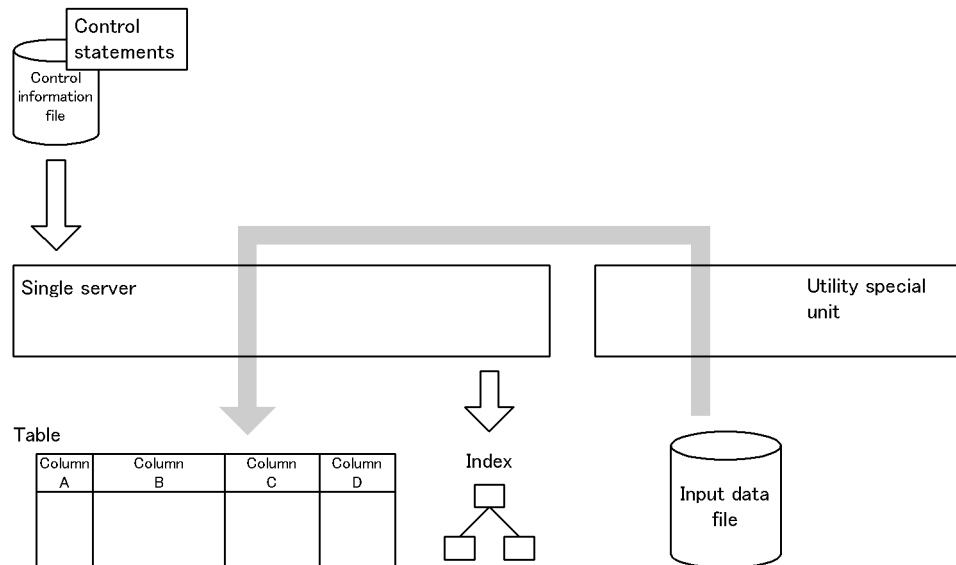 Control
statements
Control
information
file
Single server
Utility special
unit
Table
Column
A
Column
B
Column
C
Column
D
Index
Input data
file